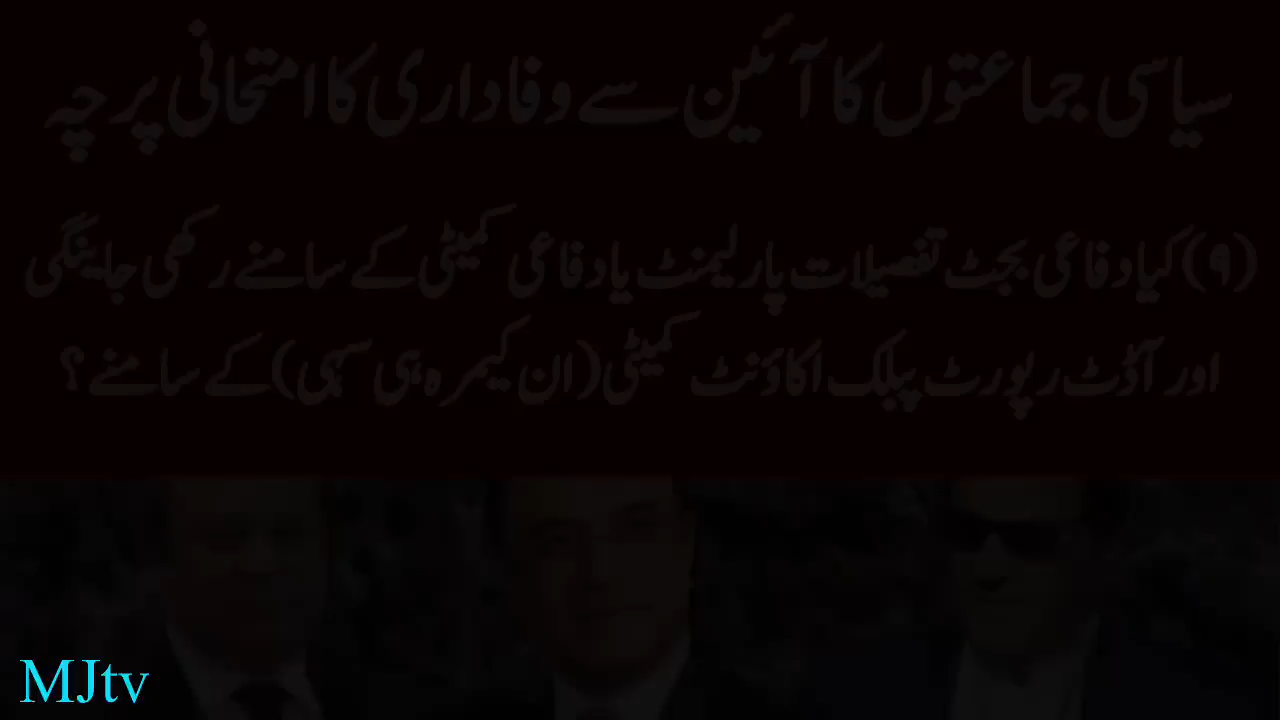 سیاسی جماعتوں کا آئین سے وفاداری کا امتحانی پرچہ
(۹) کیا دفاعی بجٹ تفصیلات پارلیمنٹ یا دفاعی کمیٹی کے سامنے رکھی جاینگی
اور آڈٹ رپورٹ پبلک اکاؤنٹ کمیٹی (ان کیمرہ ہی سہی) کے سامنے؟
MJtv